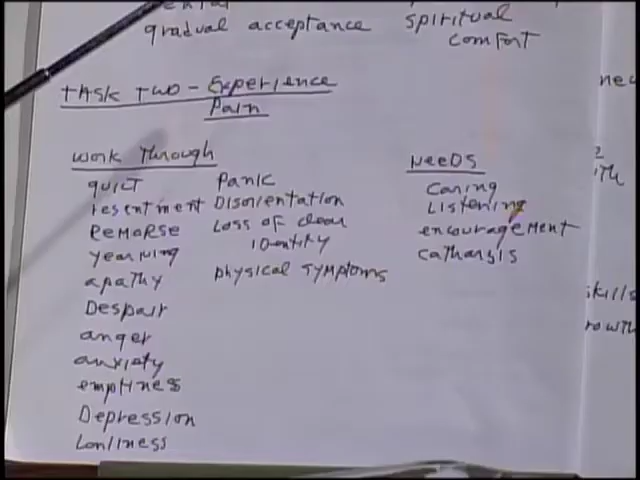 gradual acceptance
spiritual
comfort
TASK TWO - Experience
Pain
Work Through
resentment
Remorse
yearning
apathy
Despair
anger
anxiety
emptiness
Depression
Lonliness
Panic
DISorientation
Loss of clear
identity
physical symptoms
NeeDS
Caring
Listening
encouragement
catharsis
skills